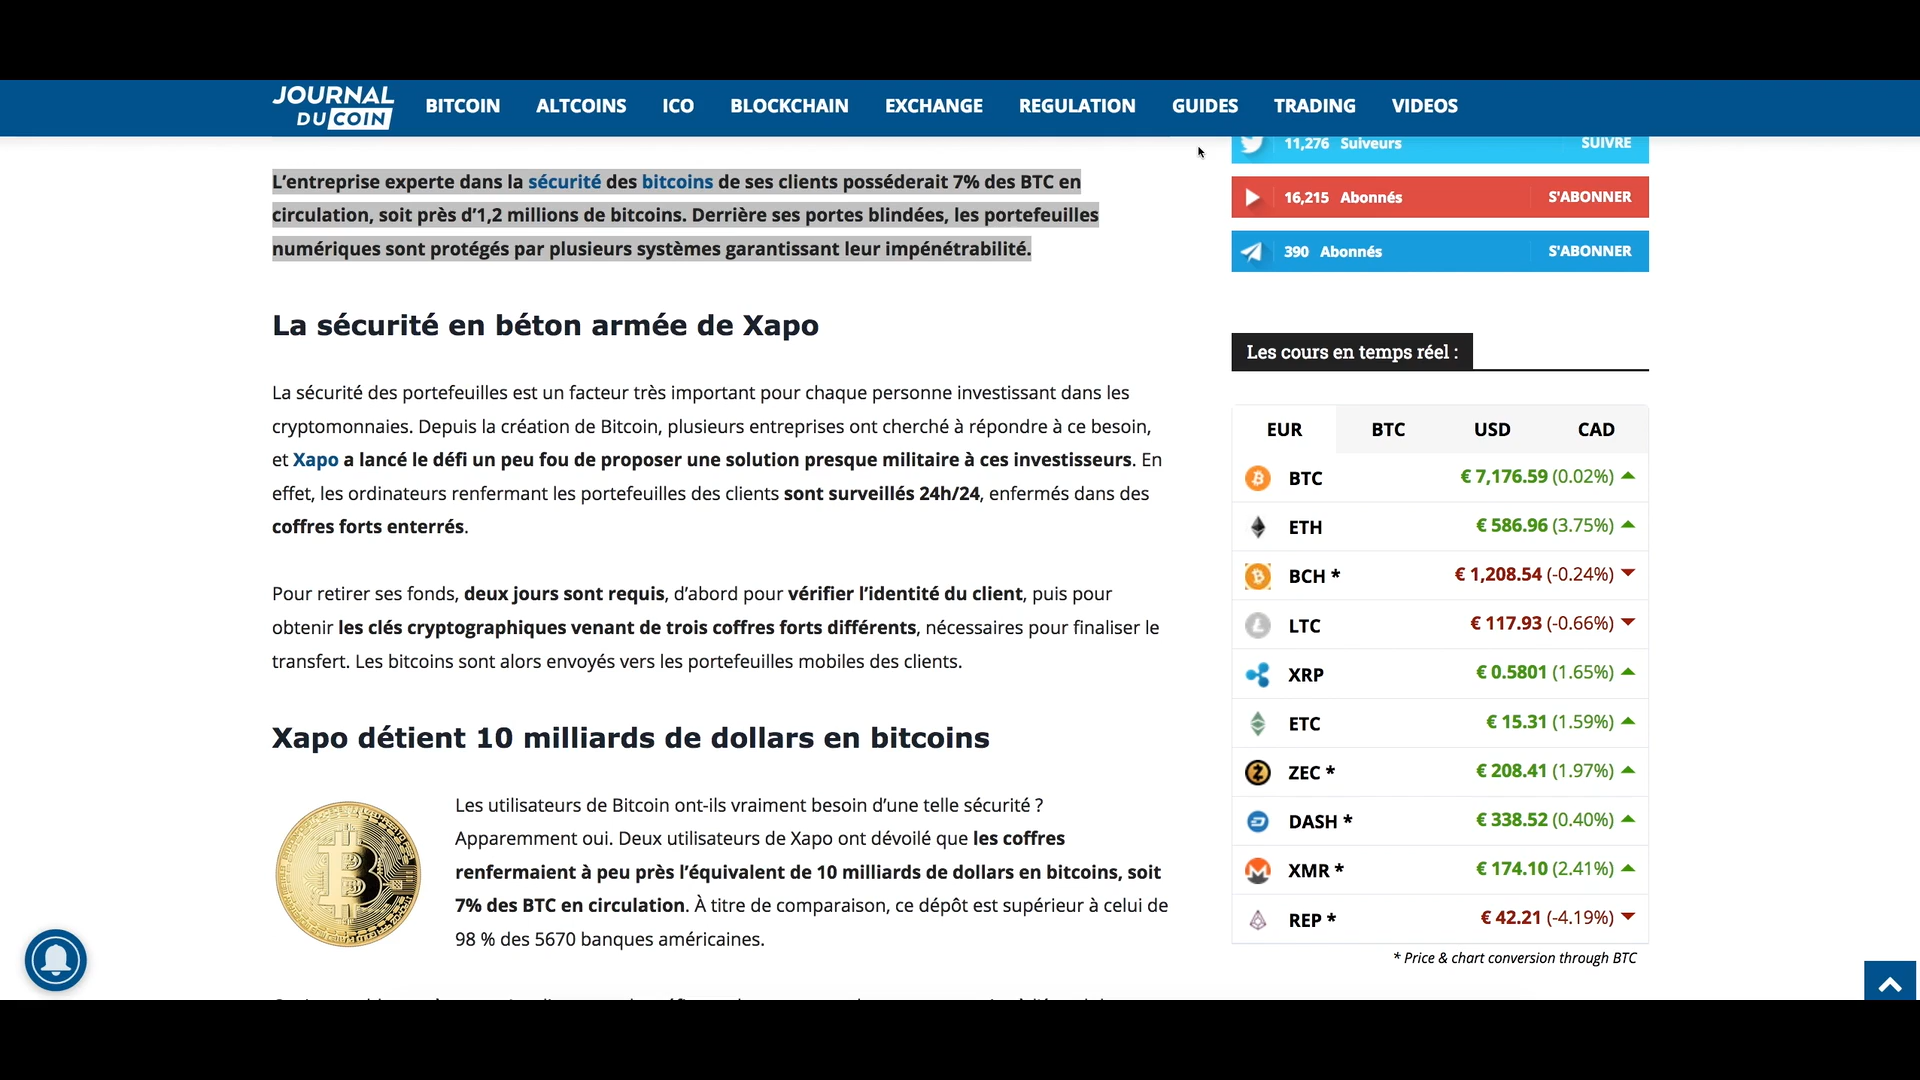 JOURNAL
DU COIN
BITCOIN ALTCOINS ICO BLOCKCHAIN EXCHANGE REGULATION GUIDES TRADING VIDEOS
L’entreprise experte dans la sécurité des bitcoins de ses clients posséderait 7% des BTC en
circulation, soit près d’1,2 millions de bitcoins. Derrière ses portes blindées, les portefeuilles
numériques sont protégés par plusieurs systèmes garantissant leur impénétrabilité.
La sécurité en béton armée de Xapo
La sécurité des portefeuilles est un facteur très important pour chaque personne investissant dans les
cryptomonnaies. Depuis la création de Bitcoin, plusieurs entreprises ont cherché à répondre à ce besoin,
et Xapo a lancé le défi un peu fou de proposer une solution presque militaire à ces investisseurs. En
effet, les ordinateurs renfermant les portefeuilles des clients sont surveillés 24h/24, enfermés dans des
coffres forts enterrés.
Pour retirer ses fonds, deux jours sont requis, d’abord pour vérifier l’identité du client, puis pour
obtenir les clés cryptographiques venant de trois coffres forts différents, nécessaires pour finaliser le
transfert. Les bitcoins sont alors envoyés vers les portefeuilles mobiles des clients.
Xapo détient 10 milliards de dollars en bitcoins
Les utilisateurs de Bitcoin ont-ils vraiment besoin d’une telle sécurité ?
Apparemment oui. Deux utilisateurs de Xapo ont dévoilé que les coffres
renfermaient à peu près l’équivalent de 10 milliards de dollars en bitcoins, soit
7% des BTC en circulation. À titre de comparaison, ce dépôt est supérieur à celui de
98 % des 5670 banques américaines.
11,276 Suiveurs SUIVRE
16,215 Abonnés S'ABONNER
390 Abonnés S'ABONNER
Les cours en temps réel :
EUR BTC USD CAD
BTC € 7,176.59 (0.02%)
ETH € 586.96 (3.75%)
BCH * € 1,208.54 (-0.24%)
LTC € 117.93 (-0.66%)
XRP € 0.5801 (1.65%)
ETC € 15.31 (1.59%)
ZEC * € 208.41 (1.97%)
DASH * € 338.52 (0.40%)
XMR * € 174.10 (2.41%)
REP * € 42.21 (-4.19%)
* Price & chart conversion through BTC